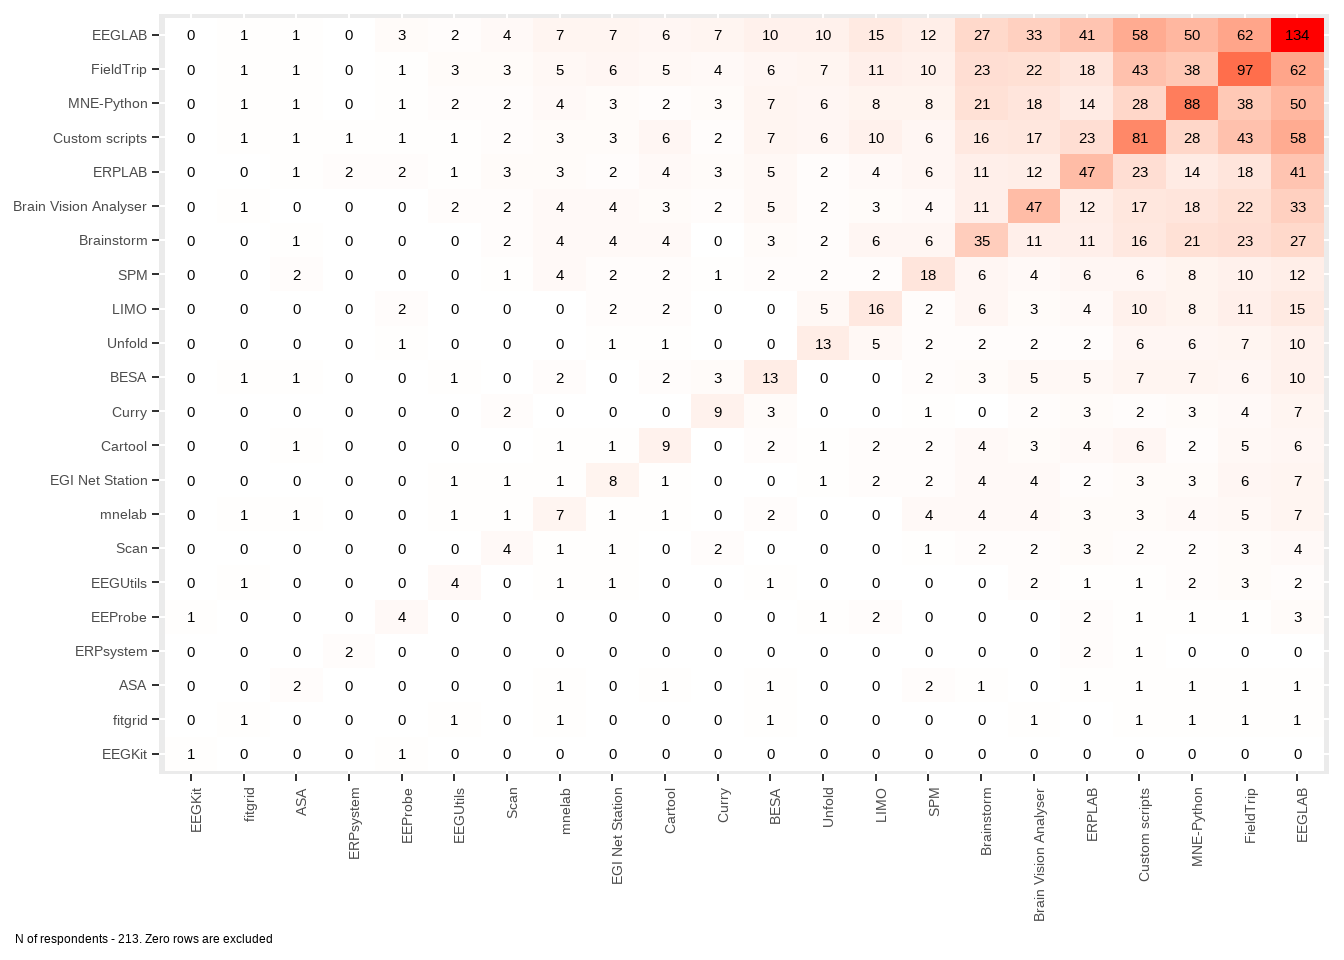 EEGLAB 0 1 1 0 3 2 4 7 7 6 7 10 10 15 12 27 33 41 58 50 62 134
FieldTrip 0 1 1 0 1 3 3 5 6 5 4 6 7 11 10 23 22 18 43 38 97 62
MNE-Python 0 1 1 0 1 2 2 4 3 2 3 7 6 8 8 21 18 14 28 88 38 50
Custom scripts 0 1 1 1 1 1 2 3 3 6 2 7 6 10 6 16 17 23 81 28 43 58
ERPLAB 0 0 1 2 2 1 3 3 2 4 3 5 2 4 6 11 12 47 23 14 18 41
Brain Vision Analyser 0 1 0 0 0 2 2 4 4 3 2 5 2 3 4 11 47 12 17 18 22 33
Brainstorm 0 0 1 0 0 0 2 4 4 4 0 3 2 6 6 35 11 11 16 21 23 27
SPM 0 0 2 0 0 0 1 4 2 2 1 2 2 2 18 6 4 6 6 8 10 12
LIMO 0 0 0 0 2 0 0 0 2 2 0 0 5 16 2 6 3 4 10 8 11 15
Unfold 0 0 0 0 1 0 0 0 1 1 0 0 13 5 2 2 2 2 6 6 7 10
BESA 0 1 1 0 0 1 0 2 0 2 3 13 0 0 2 3 5 5 7 7 6 10
Curry 0 0 0 0 0 0 2 0 0 0 9 3 0 0 1 0 2 3 2 3 4 7
Cartool 0 0 1 0 0 0 0 1 1 9 0 2 1 2 2 4 3 4 6 2 5 6
EGI Net Station 0 0 0 0 0 1 1 1 8 1 0 0 1 2 2 4 4 2 3 3 6 7
mnelab 0 1 1 0 0 1 1 7 1 1 0 2 0 0 4 4 4 3 3 4 5 7
Scan 0 0 0 0 0 0 4 1 1 0 2 0 0 0 1 2 2 3 2 2 3 4
EEGUtils 0 1 0 0 0 4 0 1 1 0 0 1 0 0 0 0 2 1 1 2 3 2
EEProbe 1 0 0 0 4 0 0 0 0 0 0 0 1 2 0 0 0 2 1 1 1 3
ERPsystem 0 0 0 2 0 0 0 0 0 0 0 0 0 0 0 0 0 2 1 0 0 0
ASA 0 0 2 0 0 0 0 1 0 1 0 1 0 0 2 1 0 1 1 1 1 1
fitgrid 0 1 0 0 0 1 0 1 0 0 0 1 0 0 0 0 1 0 1 1 1 1
EEGKit 1 0 0 0 1 0 0 0 0 0 0 0 0 0 0 0 0 0 0 0 0 0
EEGKit
fitgrid
ASA
ERPsystem
EEProbe
EEGUtils
Scan
mnelab
EGI Net Station
Cartool
Curry
BESA
Unfold
LIMO
SPM
Brainstorm
Brain Vision Analyser
ERPLAB
Custom scripts
MNE-Python
FieldTrip
EEGLAB
N of respondents - 213. Zero rows are excluded